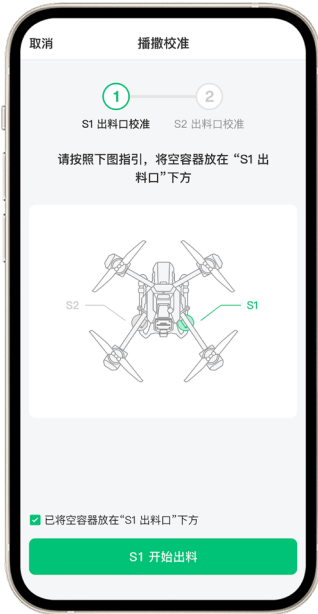 取消
播撒校准
1
2
S1 出料口校准
S2 出料口校准
请按照下图指引，将空容器放在 “S1 出
料口”下方
S2
S1
已将空容器放在“S1 出料口”下方
S1 开始出料